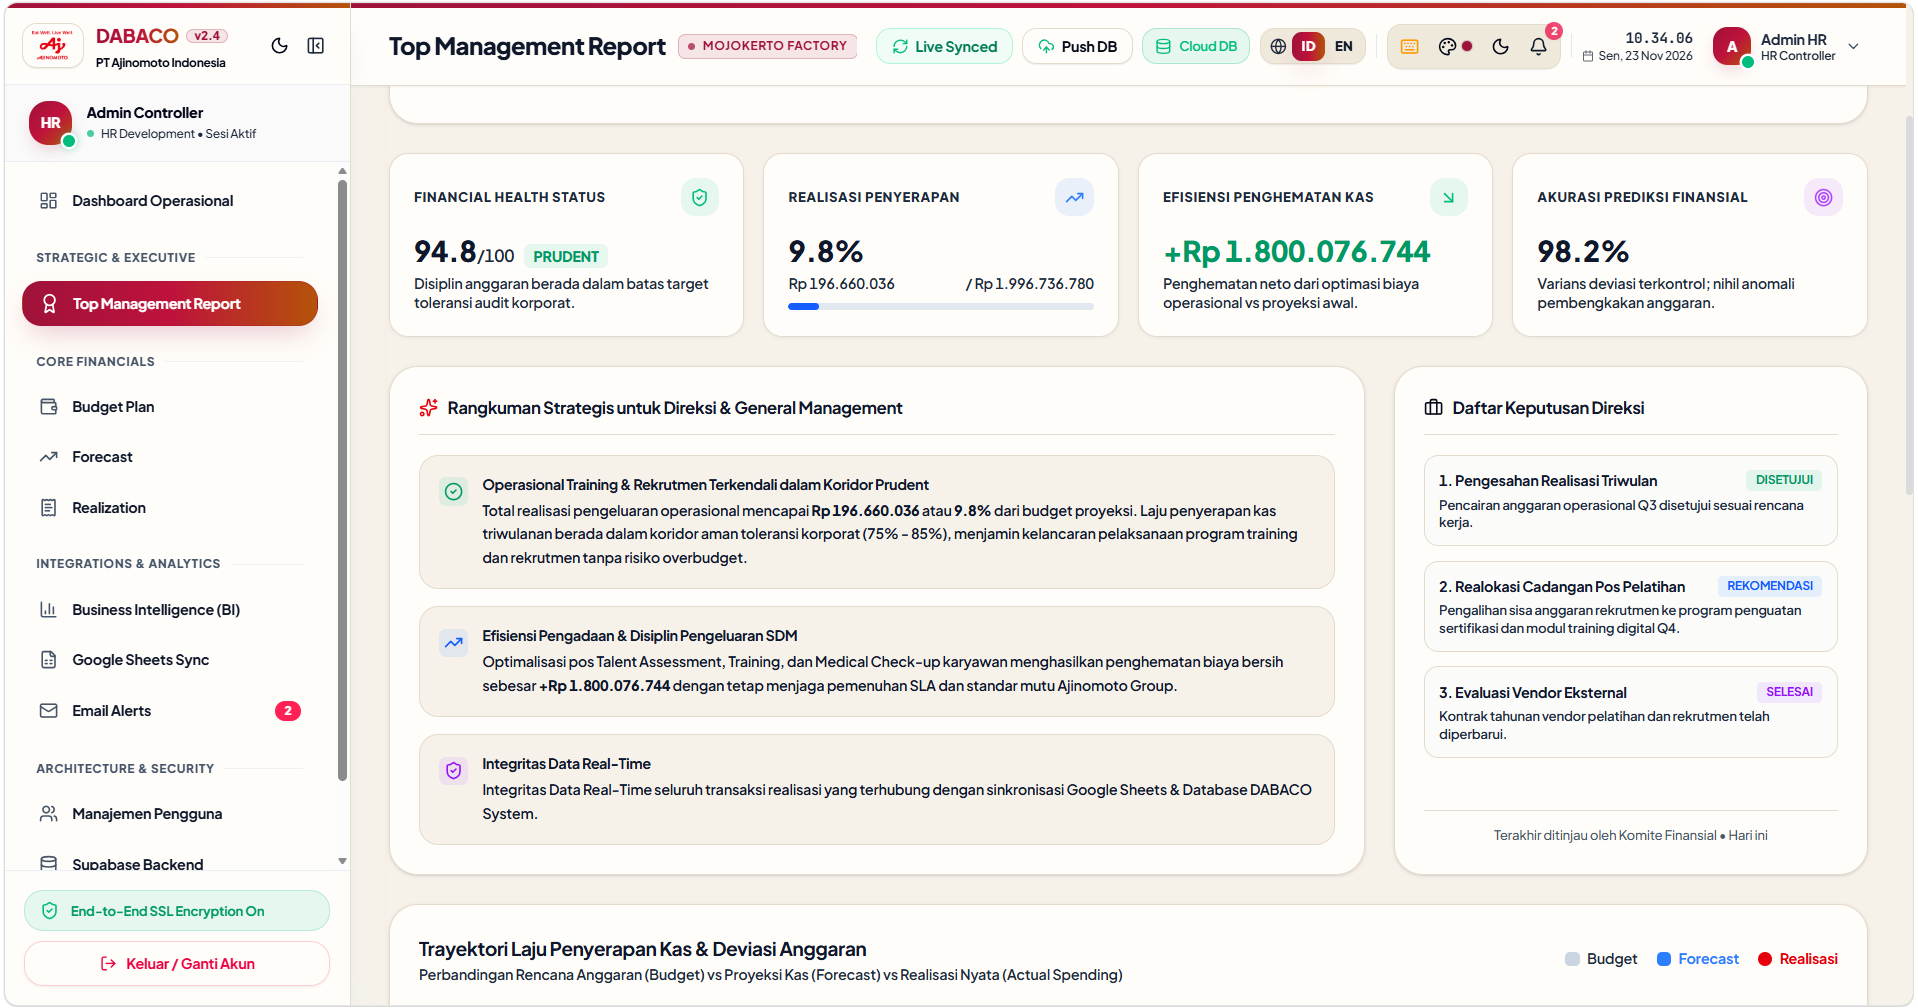 Eat Well, Live Well.
AJINOMOTO
DABACO v2.4
PT Ajinomoto Indonesia
HR
Admin Controller
HR Development • Sesi Aktif
Dashboard Operasional
STRATEGIC & EXECUTIVE
Top Management Report
CORE FINANCIALS
Budget Plan
Forecast
Realization
INTEGRATIONS & ANALYTICS
Business Intelligence (BI)
Google Sheets Sync
Email Alerts 2
ARCHITECTURE & SECURITY
Manajemen Pengguna
Supabase Backend
End-to-End SSL Encryption On
Keluar / Ganti Akun
Top Management Report
MOJOKERTO FACTORY
Live Synced
Push DB
Cloud DB
ID EN
2
10.34.06
Sen, 23 Nov 2026
A
Admin HR
HR Controller
FINANCIAL HEALTH STATUS
94.8/100 PRUDENT
Disiplin anggaran berada dalam batas target
toleransi audit korporat.
REALISASI PENYERAPAN
9.8%
Rp 196.660.036 / Rp 1.996.736.780
EFISIENSI PENGHEMATAN KAS
+Rp 1.800.076.744
Penghematan neto dari optimasi biaya
operasional vs proyeksi awal.
AKURASI PREDIKSI FINANSIAL
98.2%
Varians deviasi terkontrol; nihil anomali
pembengkakan anggaran.
Rangkuman Strategis untuk Direksi & General Management
Operasional Training & Rekrutmen Terkendali dalam Koridor Prudent
Total realisasi pengeluaran operasional mencapai Rp 196.660.036 atau 9.8% dari budget proyeksi. Laju penyerapan kas
triwulanan berada dalam koridor aman toleransi korporat (75% - 85%), menjamin kelancaran pelaksanaan program training
dan rekrutmen tanpa risiko overbudget.
Efisiensi Pengadaan & Disiplin Pengeluaran SDM
Optimalisasi pos Talent Assessment, Training, dan Medical Check-up karyawan menghasilkan penghematan biaya bersih
sebesar +Rp 1.800.076.744 dengan tetap menjaga pemenuhan SLA dan standar mutu Ajinomoto Group.
Integritas Data Real-Time
Integritas Data Real-Time seluruh transaksi realisasi yang terhubung dengan sinkronisasi Google Sheets & Database DABACO
System.
Daftar Keputusan Direksi
1. Pengesahan Realisasi Triwulan DISETUJUI
Pencairan anggaran operasional Q3 disetujui sesuai rencana
kerja.
2. Realokasi Cadangan Pos Pelatihan REKOMENDASI
Pengalihan sisa anggaran rekrutmen ke program penguatan
sertifikasi dan modul training digital Q4.
3. Evaluasi Vendor Eksternal SELESAI
Kontrak tahunan vendor pelatihan dan rekrutmen telah
diperbarui.
Terakhir ditinjau oleh Komite Finansial • Hari ini
Trayektori Laju Penyerapan Kas & Deviasi Anggaran
Perbandingan Rencana Anggaran (Budget) vs Proyeksi Kas (Forecast) vs Realisasi Nyata (Actual Spending)
Budget Forecast Realisasi